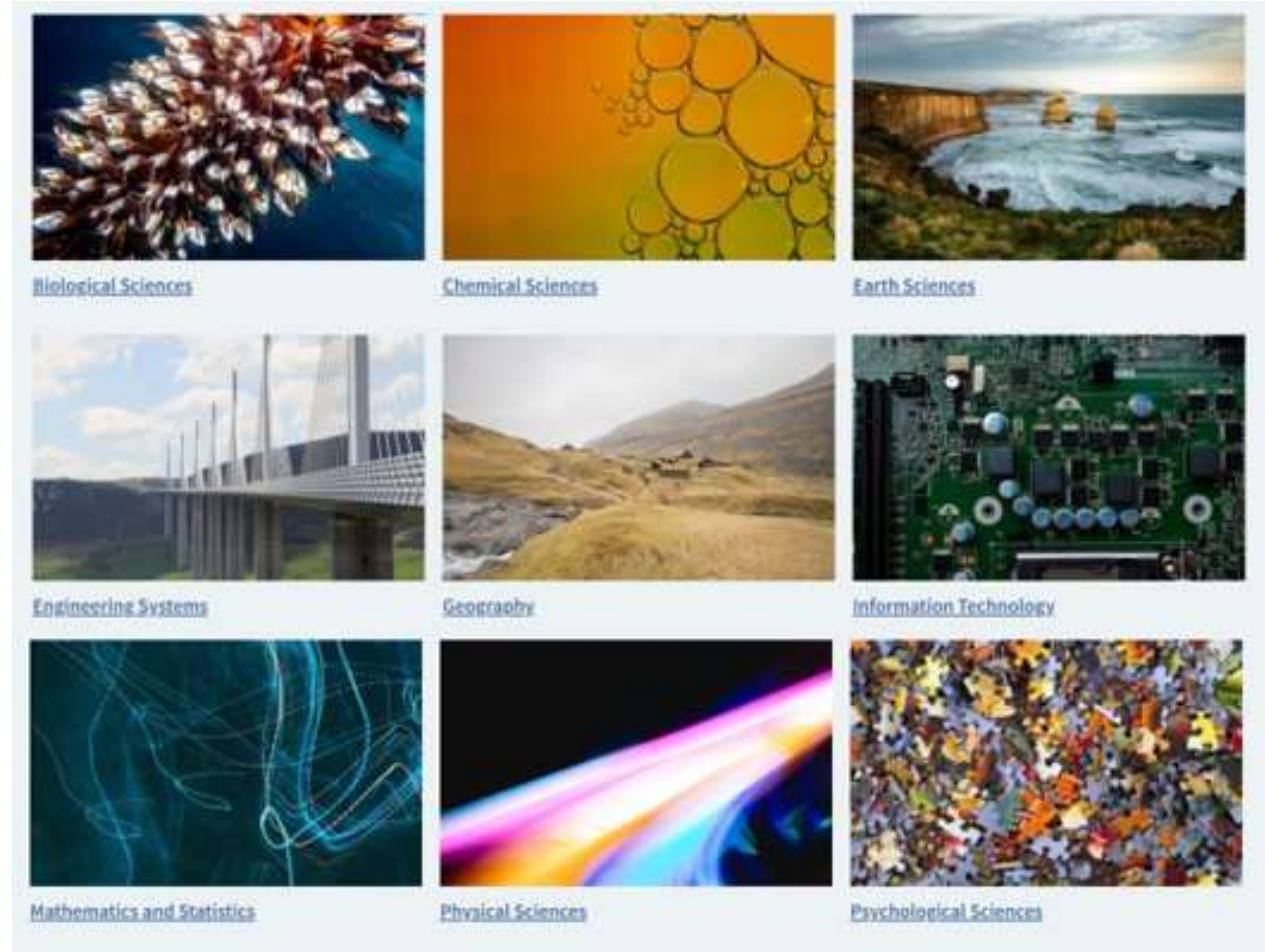 Biological Sciences
Chemical Sciences
Earth Sciences
Engineering Systems
Geography
Information Technology
Mathematics and Statistics
Physical Sciences
Psychological Sciences